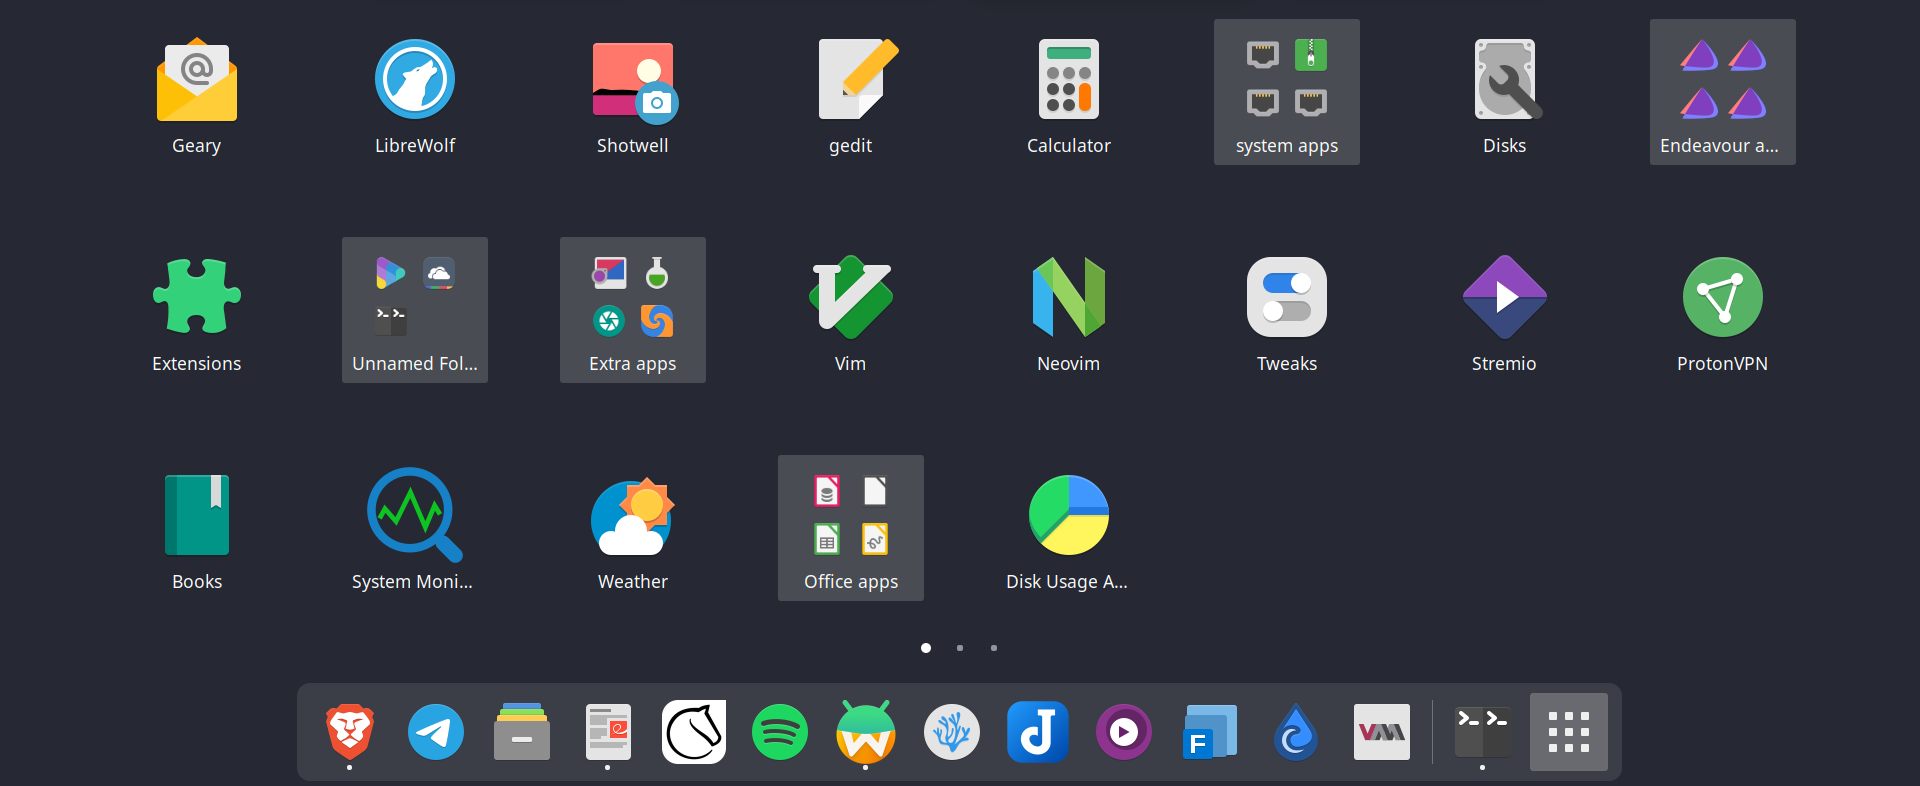 Geary
LibreWolf
Shotwell
gedit
Calculator
system apps
Disks
Endeavour a...
Extensions
Unnamed Fol...
Extra apps
Vim
Neovim
Tweaks
Stremio
ProtonVPN
Books
System Moni...
Weather
Office apps
Disk Usage A...
F
VMM